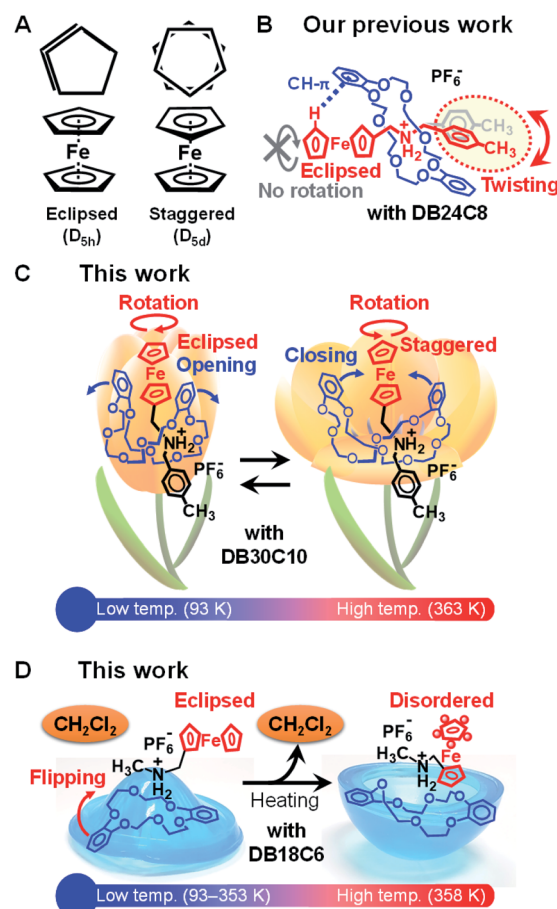 A
Fe
Eclipsed
(D5h)
Fe
Staggered
(D5d)
B Our previous work
CH-π
PF6-
H
O O
O
Fe
N+
H2
CH3
CH3
Eclipsed
O
O
O O
O
No rotation
Twisting
with DB24C8
C This work
Rotation
Eclipsed
Opening
Fe
O O O O O O O O O O
NH2+
PF6-
CH3
Rotation
Closing
Staggered
Fe
O O O O O O O O O O
NH2+
PF6-
CH3
with
DB30C10
Low temp. (93 K)
High temp. (363 K)
D This work
CH2Cl2
Eclipsed
PF6-
Fe
H3C
N+
H2
Flipping
O O O O O O
CH2Cl2
Heating
with
DB18C6
Disordered
PF6-
Fe
H3C
N+
H2
O O O O O O
Low temp. (93–353 K)
High temp. (358 K)